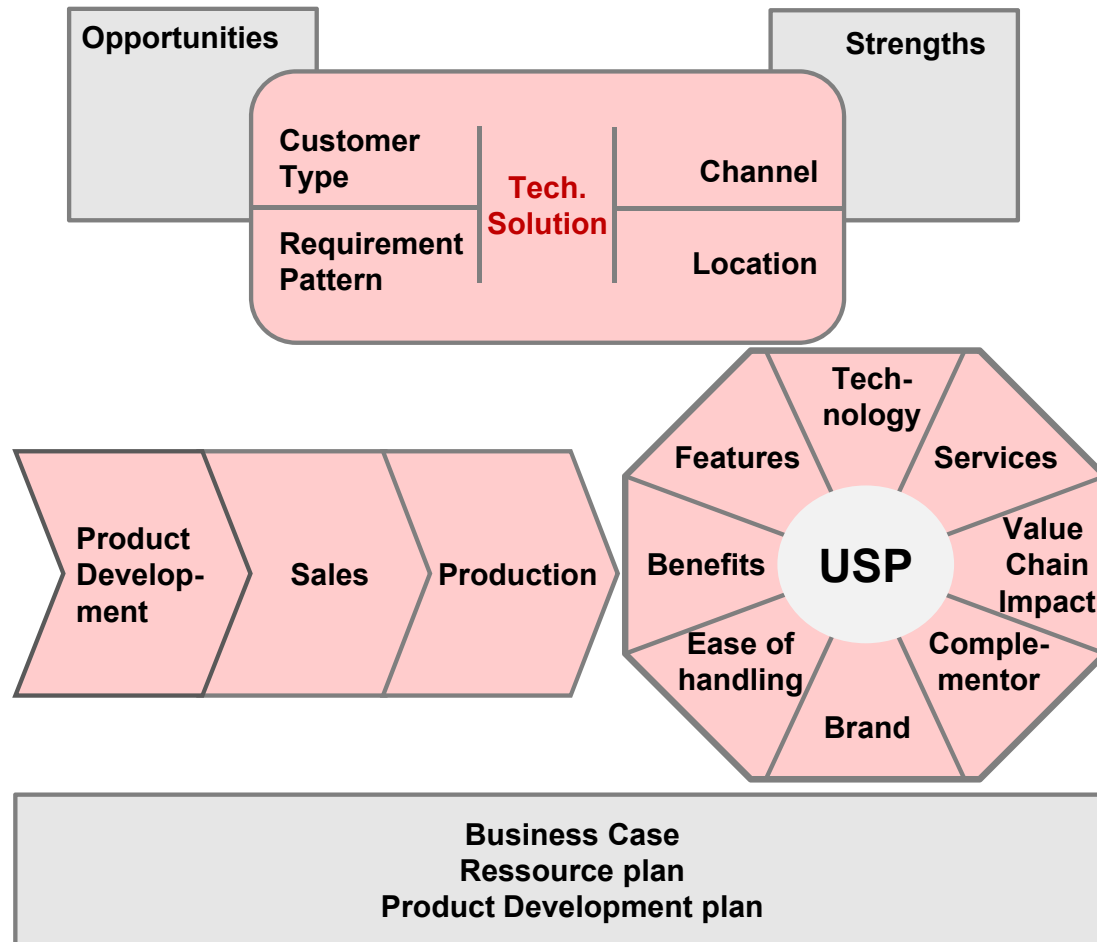 Opportunities
Strengths
Customer
Type
Tech.
Solution
Channel
Requirement
Pattern
Location
Product
Develop-
ment
Sales
Production
Tech-
nology
Features
Services
Benefits
USP
Value
Chain
Impact
Ease of
handling
Comple-
mentor
Brand
Business Case
Ressource plan
Product Development plan